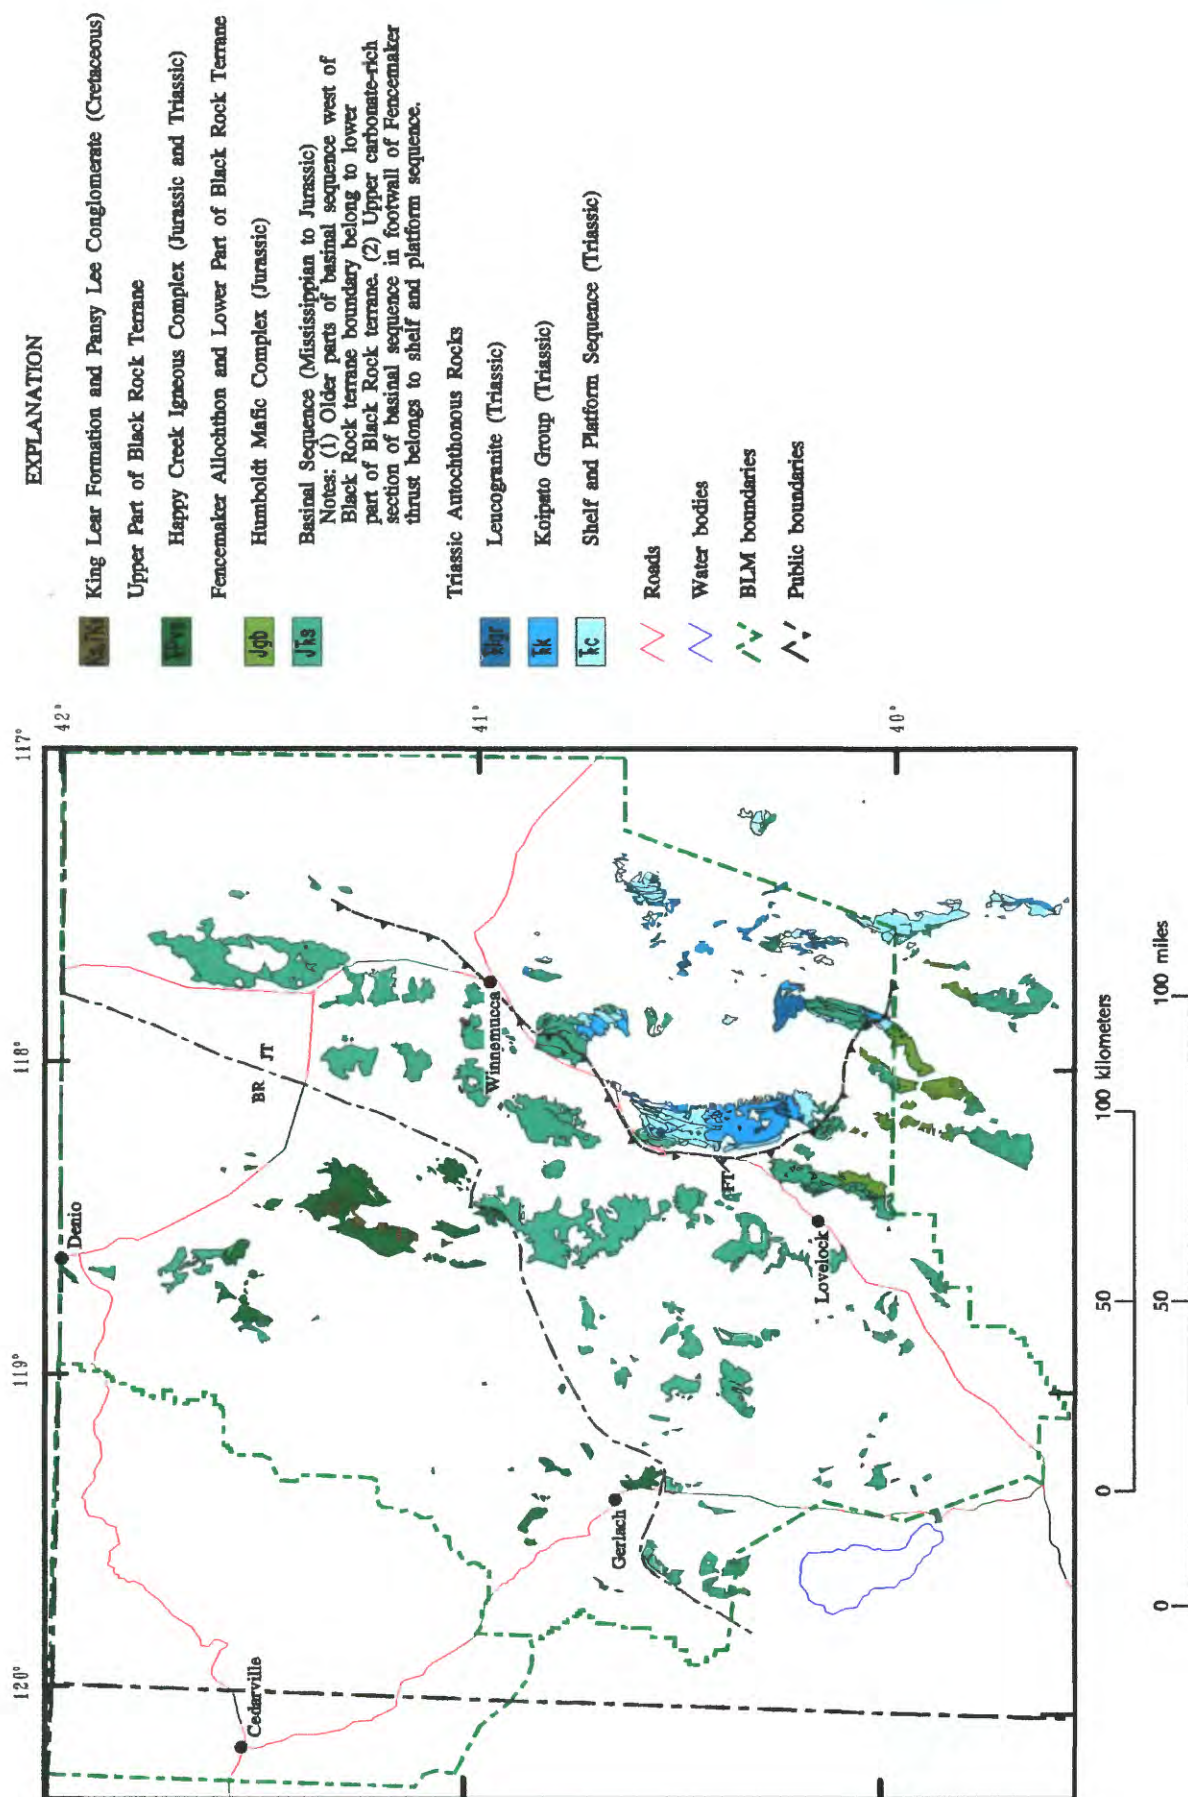 EXPLANATION
King Lear Formation and Pansy Lee Conglomerate (Cretaceous)
Upper Part of Black Rock Terrane
Happy Creek Igneous Complex (Jurassic and Triassic)
Fencemaker Allochthon and Lower Part of Black Rock Terrane
Jgb
Humboldt Mafic Complex (Jurassic)
Basinal Sequence (Mississippian to Jurassic)
Notes: (1) Older parts of basinal sequence west of
Black Rock terrane boundary belong to lower
part of Black Rock terrane. (2) Upper carbonate-rich
section of basinal sequence in footwall of Fencemaker
thrust belongs to shelf and platform sequence.
Triassic Autochthonous Rocks
Leucogranite (Triassic)
Koipato Group (Triassic)
Shelf and Platform Sequence (Triassic)
Roads
Water bodies
BLM boundaries
Public boundaries
120°
119°
118°
117°
42°
41°
40°
Denio
Cedarville
BR
JT
Winnemucca
Gerlach
FT
Lovelock
0
50
100 kilometers
0
50
100 miles